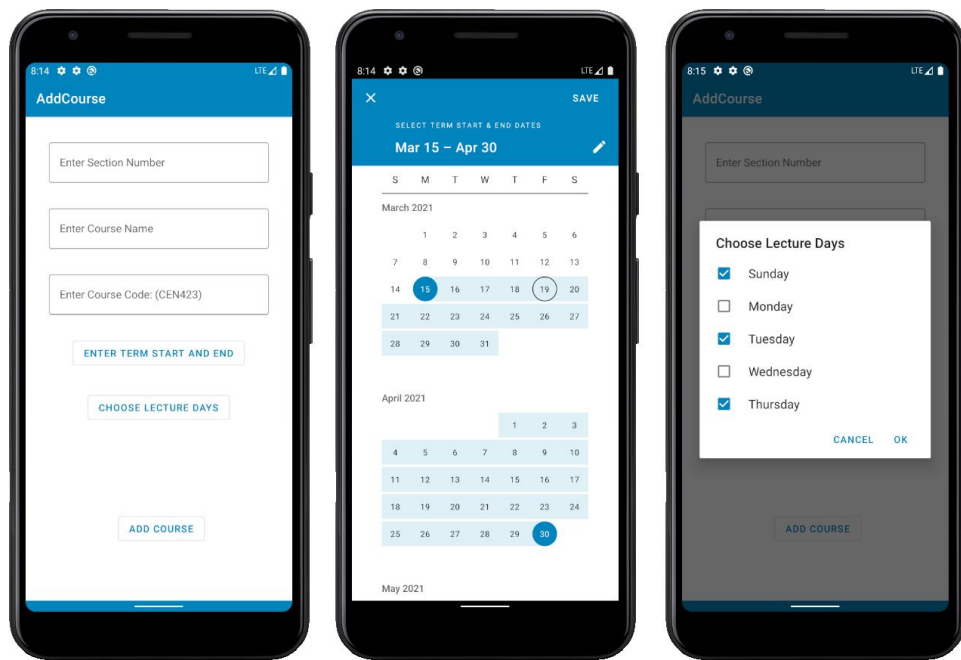 8:14 LTE
AddCourse
Enter Section Number
Enter Course Name
Enter Course Code: (CEN423)
ENTER TERM START AND END
CHOOSE LECTURE DAYS
ADD COURSE
8:14 LTE
SAVE
SELECT TERM START & END DATES
Mar 15 – Apr 30
S M T W T F S
March 2021
1 2 3 4 5 6
7 8 9 10 11 12 13
14 15 16 17 18 19 20
21 22 23 24 25 26 27
28 29 30 31
April 2021
1 2 3
4 5 6 7 8 9 10
11 12 13 14 15 16 17
18 19 20 21 22 23 24
25 26 27 28 29 30
May 2021
8:15 LTE
AddCourse
Enter Section Number
Choose Lecture Days
Sunday
Monday
Tuesday
Wednesday
Thursday
CANCEL OK
ADD COURSE